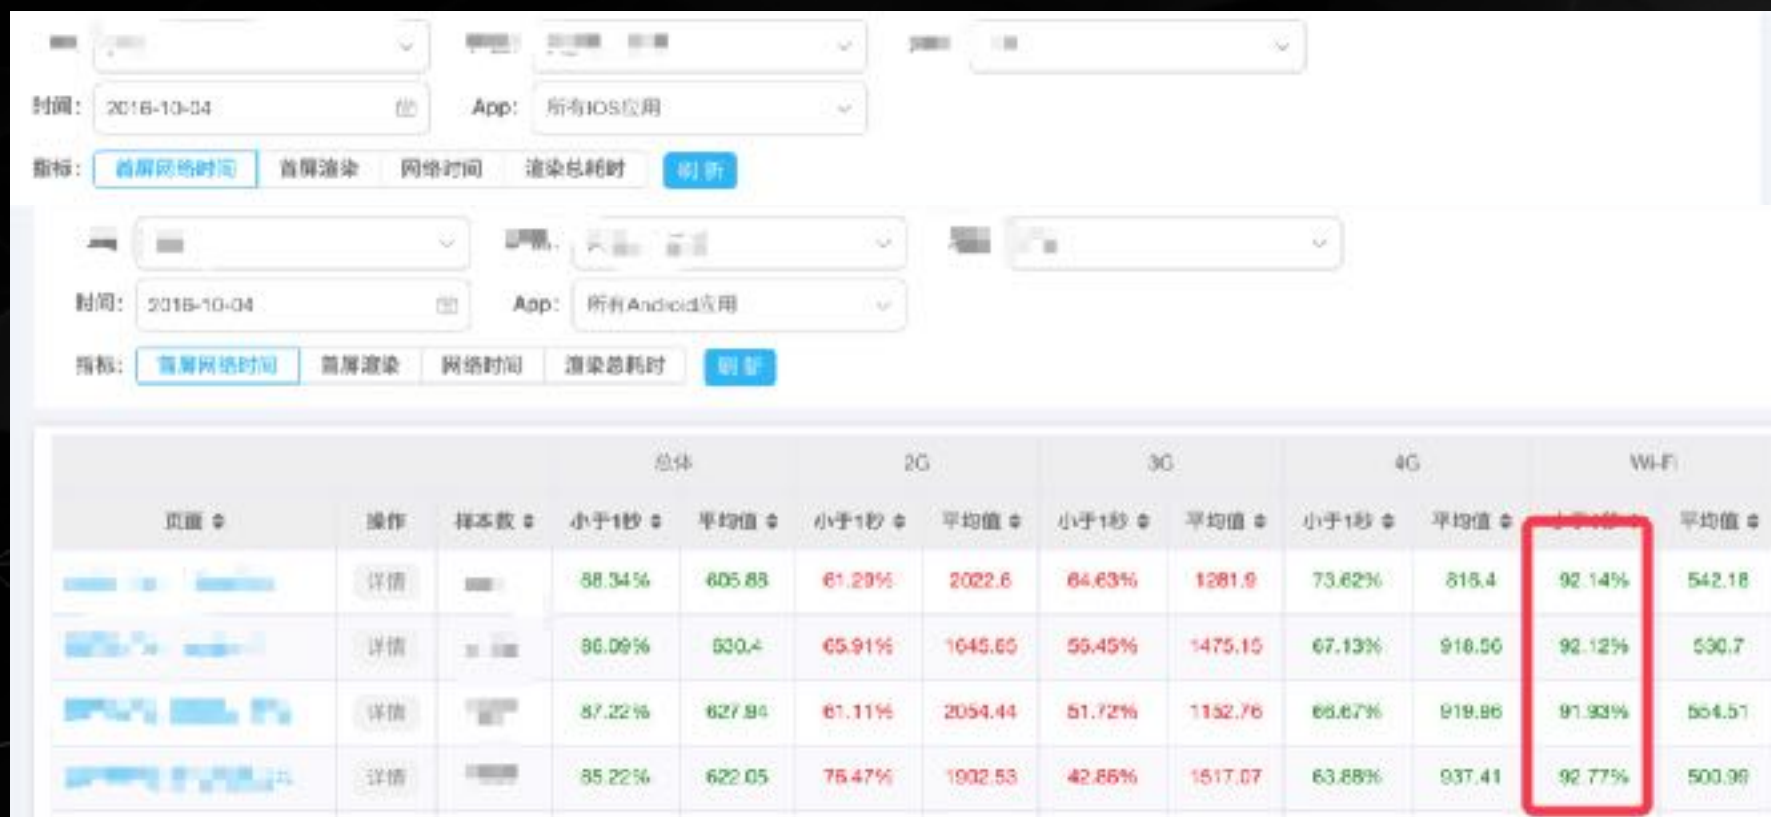 时间: 2016-10-04 App: 所有IOS应用
指标: 首屏网络时间 首屏渲染 网络时间 渲染总耗时 刷新
时间: 2016-10-04 App: 所有Android应用
指标: 首屏网络时间 首屏渲染 网络时间 渲染总耗时 刷新
总体 2G 3G 4G Wi-Fi
页面 操作 样本数 小于1秒 平均值 小于1秒 平均值 小于1秒 平均值 小于1秒 平均值 小于1秒 平均值
详情 88.34% 605.88 61.29% 2022.6 64.63% 1281.9 73.62% 816.4 92.14% 542.18
详情 86.09% 630.4 65.91% 1645.65 56.45% 1475.15 67.13% 918.56 92.12% 530.7
详情 87.22% 627.84 61.11% 2054.44 51.72% 1152.76 66.67% 919.96 91.93% 554.51
详情 85.22% 622.05 76.47% 1902.53 42.86% 1517.07 63.88% 937.41 92.77% 500.99